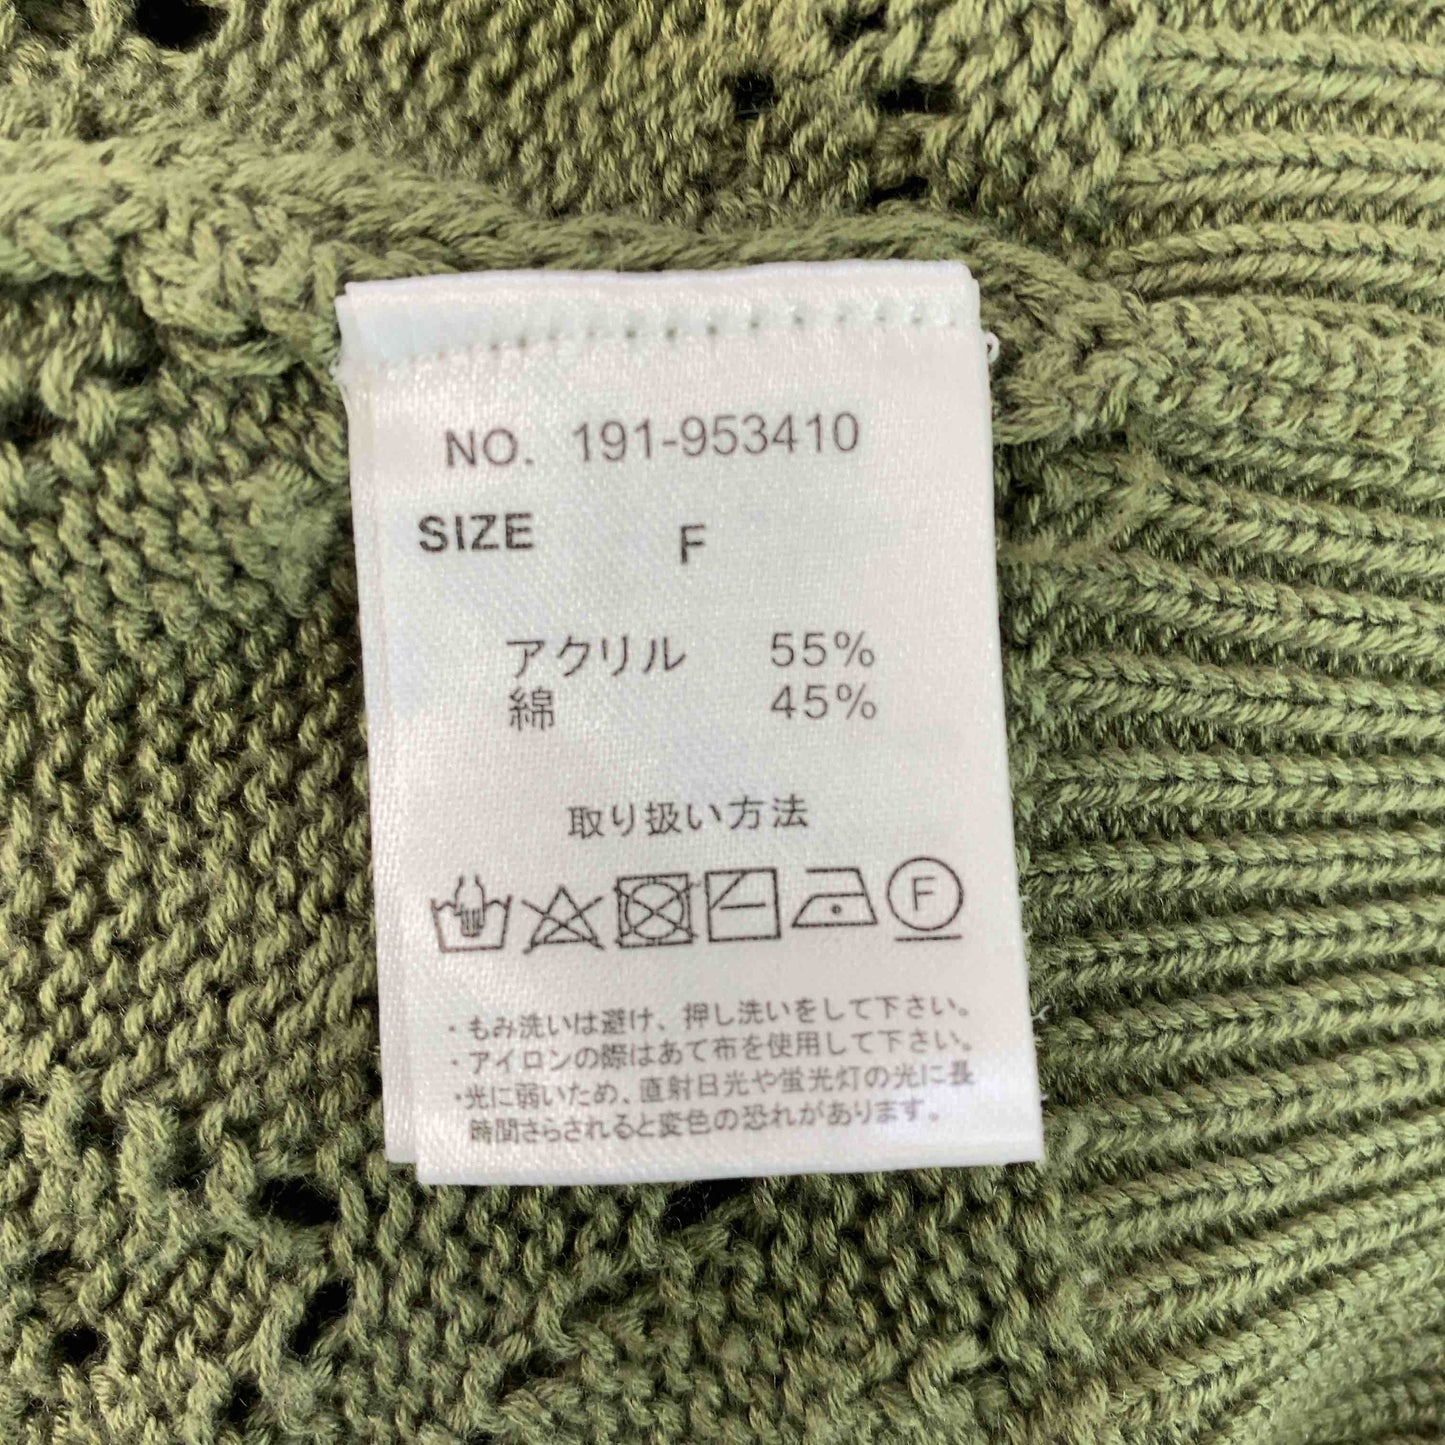 NO. 191-953410
SIZE F
アクリル 55%
綿 45%
取り扱い方法
F
・もみ洗いは避け、押し洗いをして下さい。
・アイロンの際はあて布を使用して下さい。
・光に弱いため、直射日光や蛍光灯の光に長
時間さらされると変色の恐れがあります。